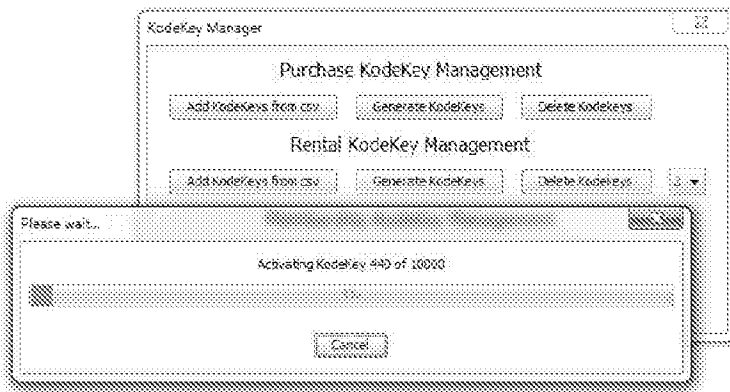 KodeKey Manager
Purchase KodeKey Management
Add KodeKeys from csv Generate KodeKeys Delete Kodekeys
Rental KodeKey Management
Add KodeKeys from csv Generate KodeKeys Delete Kodekeys
Please wait...
Activating KodeKey 440 of 10000
Cancel